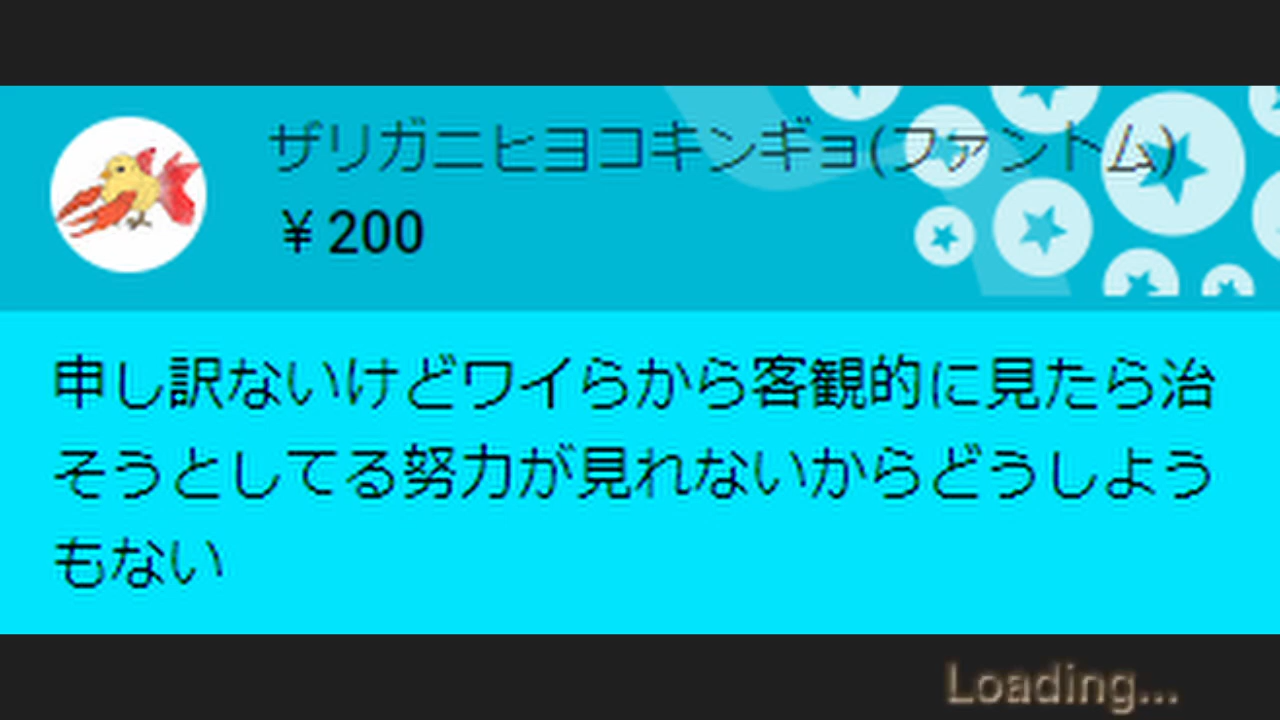 ザリガニヒヨコキンギョ(ファントム)
￥200
申し訳ないけどワイらから客観的に見たら治
そうとしてる努力が見れないからどうしよう
もない
Loading...